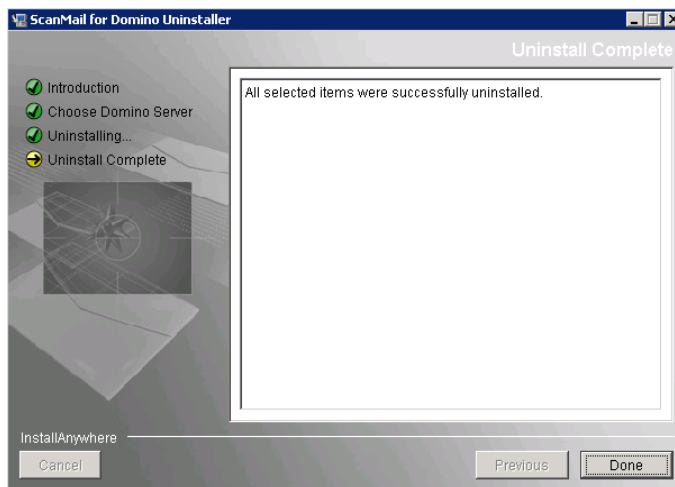 ScanMail for Domino Uninstaller
Uninstall Complete
Introduction
Choose Domino Server
Uninstalling...
Uninstall Complete
All selected items were successfully uninstalled.
InstallAnywhere
Cancel
Previous
Done